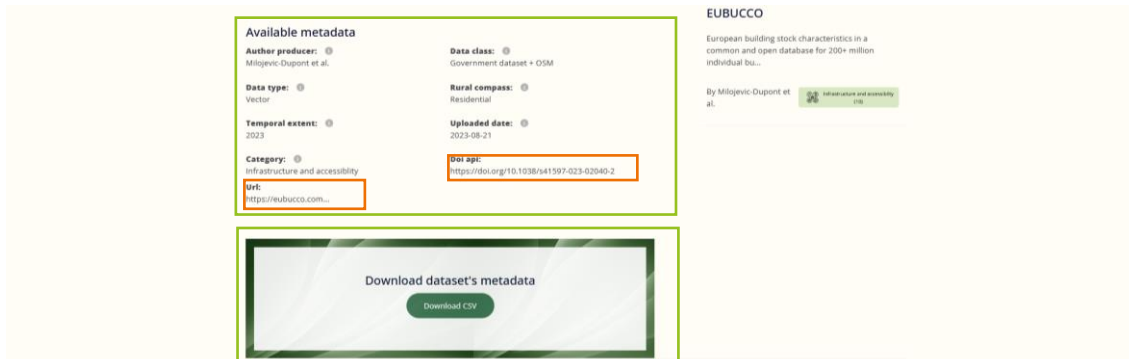 Available metadata
Author producer:
Milojevic-Dupont et al.
Data class:
Government dataset + OSM
Data type:
Vector
Rural compass:
Residential
Temporal extent:
2023
Uploaded date:
2023-08-21
Category:
Infrastructure and accessiblity
Doi api:
https://doi.org/10.1038/s41597-023-02040-2
Url:
https://eubucco.com...
Download dataset's metadata
Download CSV
EUBUCCO
European building stock characteristics in a
common and open database for 200+ million
individual bu...
By Milojevic-Dupont et
al.
Infrastructure and accessiblity